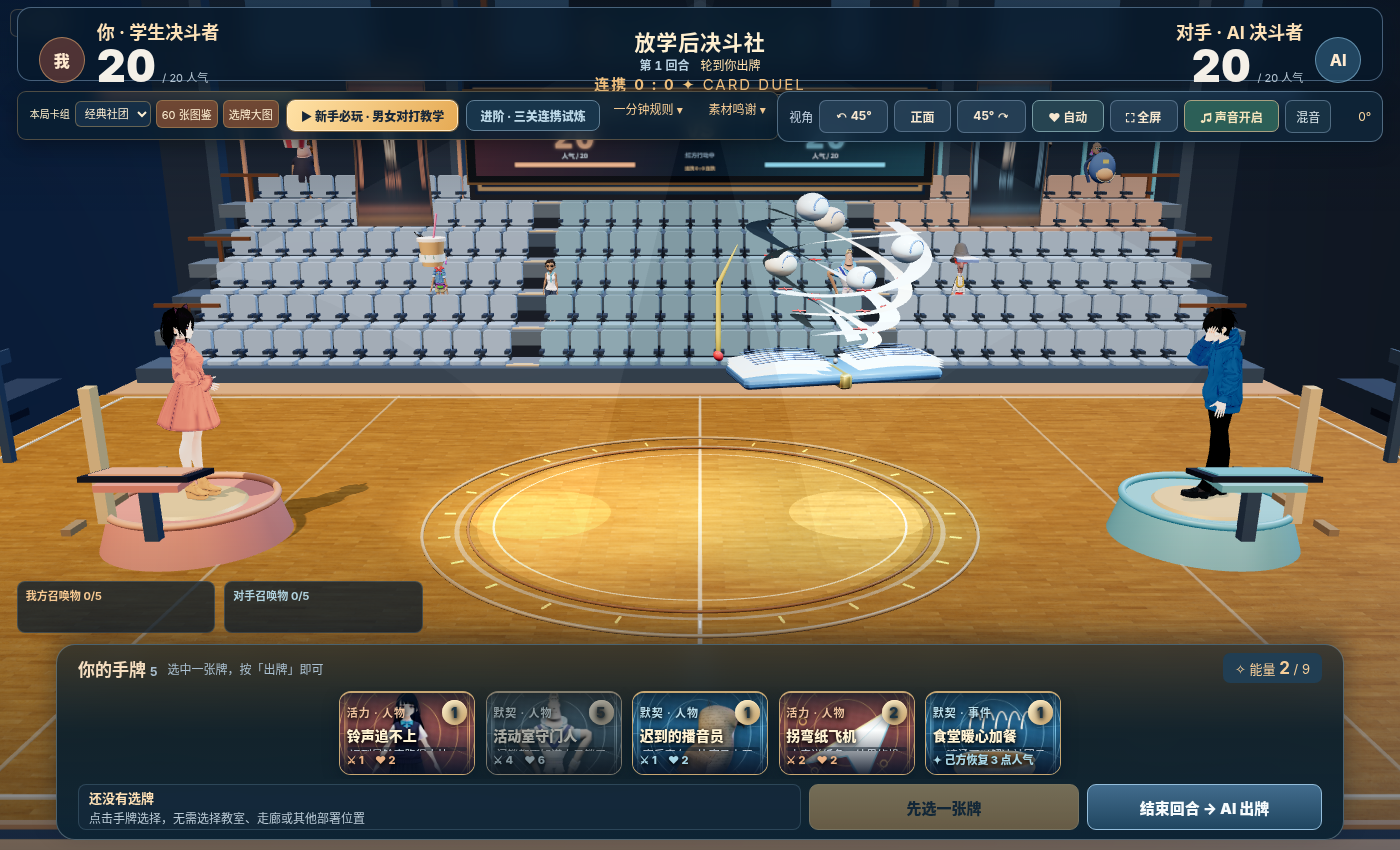 我
你 · 学生决斗者
20 / 20 人气
放学后决斗社
第 1 回合 轮到你出牌
连携 0 : 0 ✦ CARD DUEL
对手 · AI 决斗者
20 / 20 人气
AI
本局卡组 经典社团 60 张图鉴 选牌大图 ▶ 新手必玩 · 男女对打教学 进阶 · 三关连携试炼 一分钟规则 ▾ 素材鸣谢 ▾
视角 ↶ 45° 正面 45° ↷ ♥ 自动 ⛶ 全屏 ♫ 声音开启 混音 0°
人气 / 20
人气 / 20
我方召唤物 0/5
对手召唤物 0/5
你的手牌 5 选中一张牌，按「出牌」即可
✧ 能量 2 / 9
活力 · 人物 1
铃声追不上
⚔ 1 ♥ 2
默契 · 人物 5
活动室守门人
⚔ 4 ♥ 6
默契 · 人物 1
迟到的播音员
⚔ 1 ♥ 2
活力 · 人物 2
拐弯纸飞机
⚔ 2 ♥ 2
默契 · 事件 1
食堂暖心加餐
✦ 己方恢复 3 点人气
还没有选牌
点击手牌选择，无需选择教室、走廊或其他部署位置
先选一张牌
结束回合 → AI 出牌